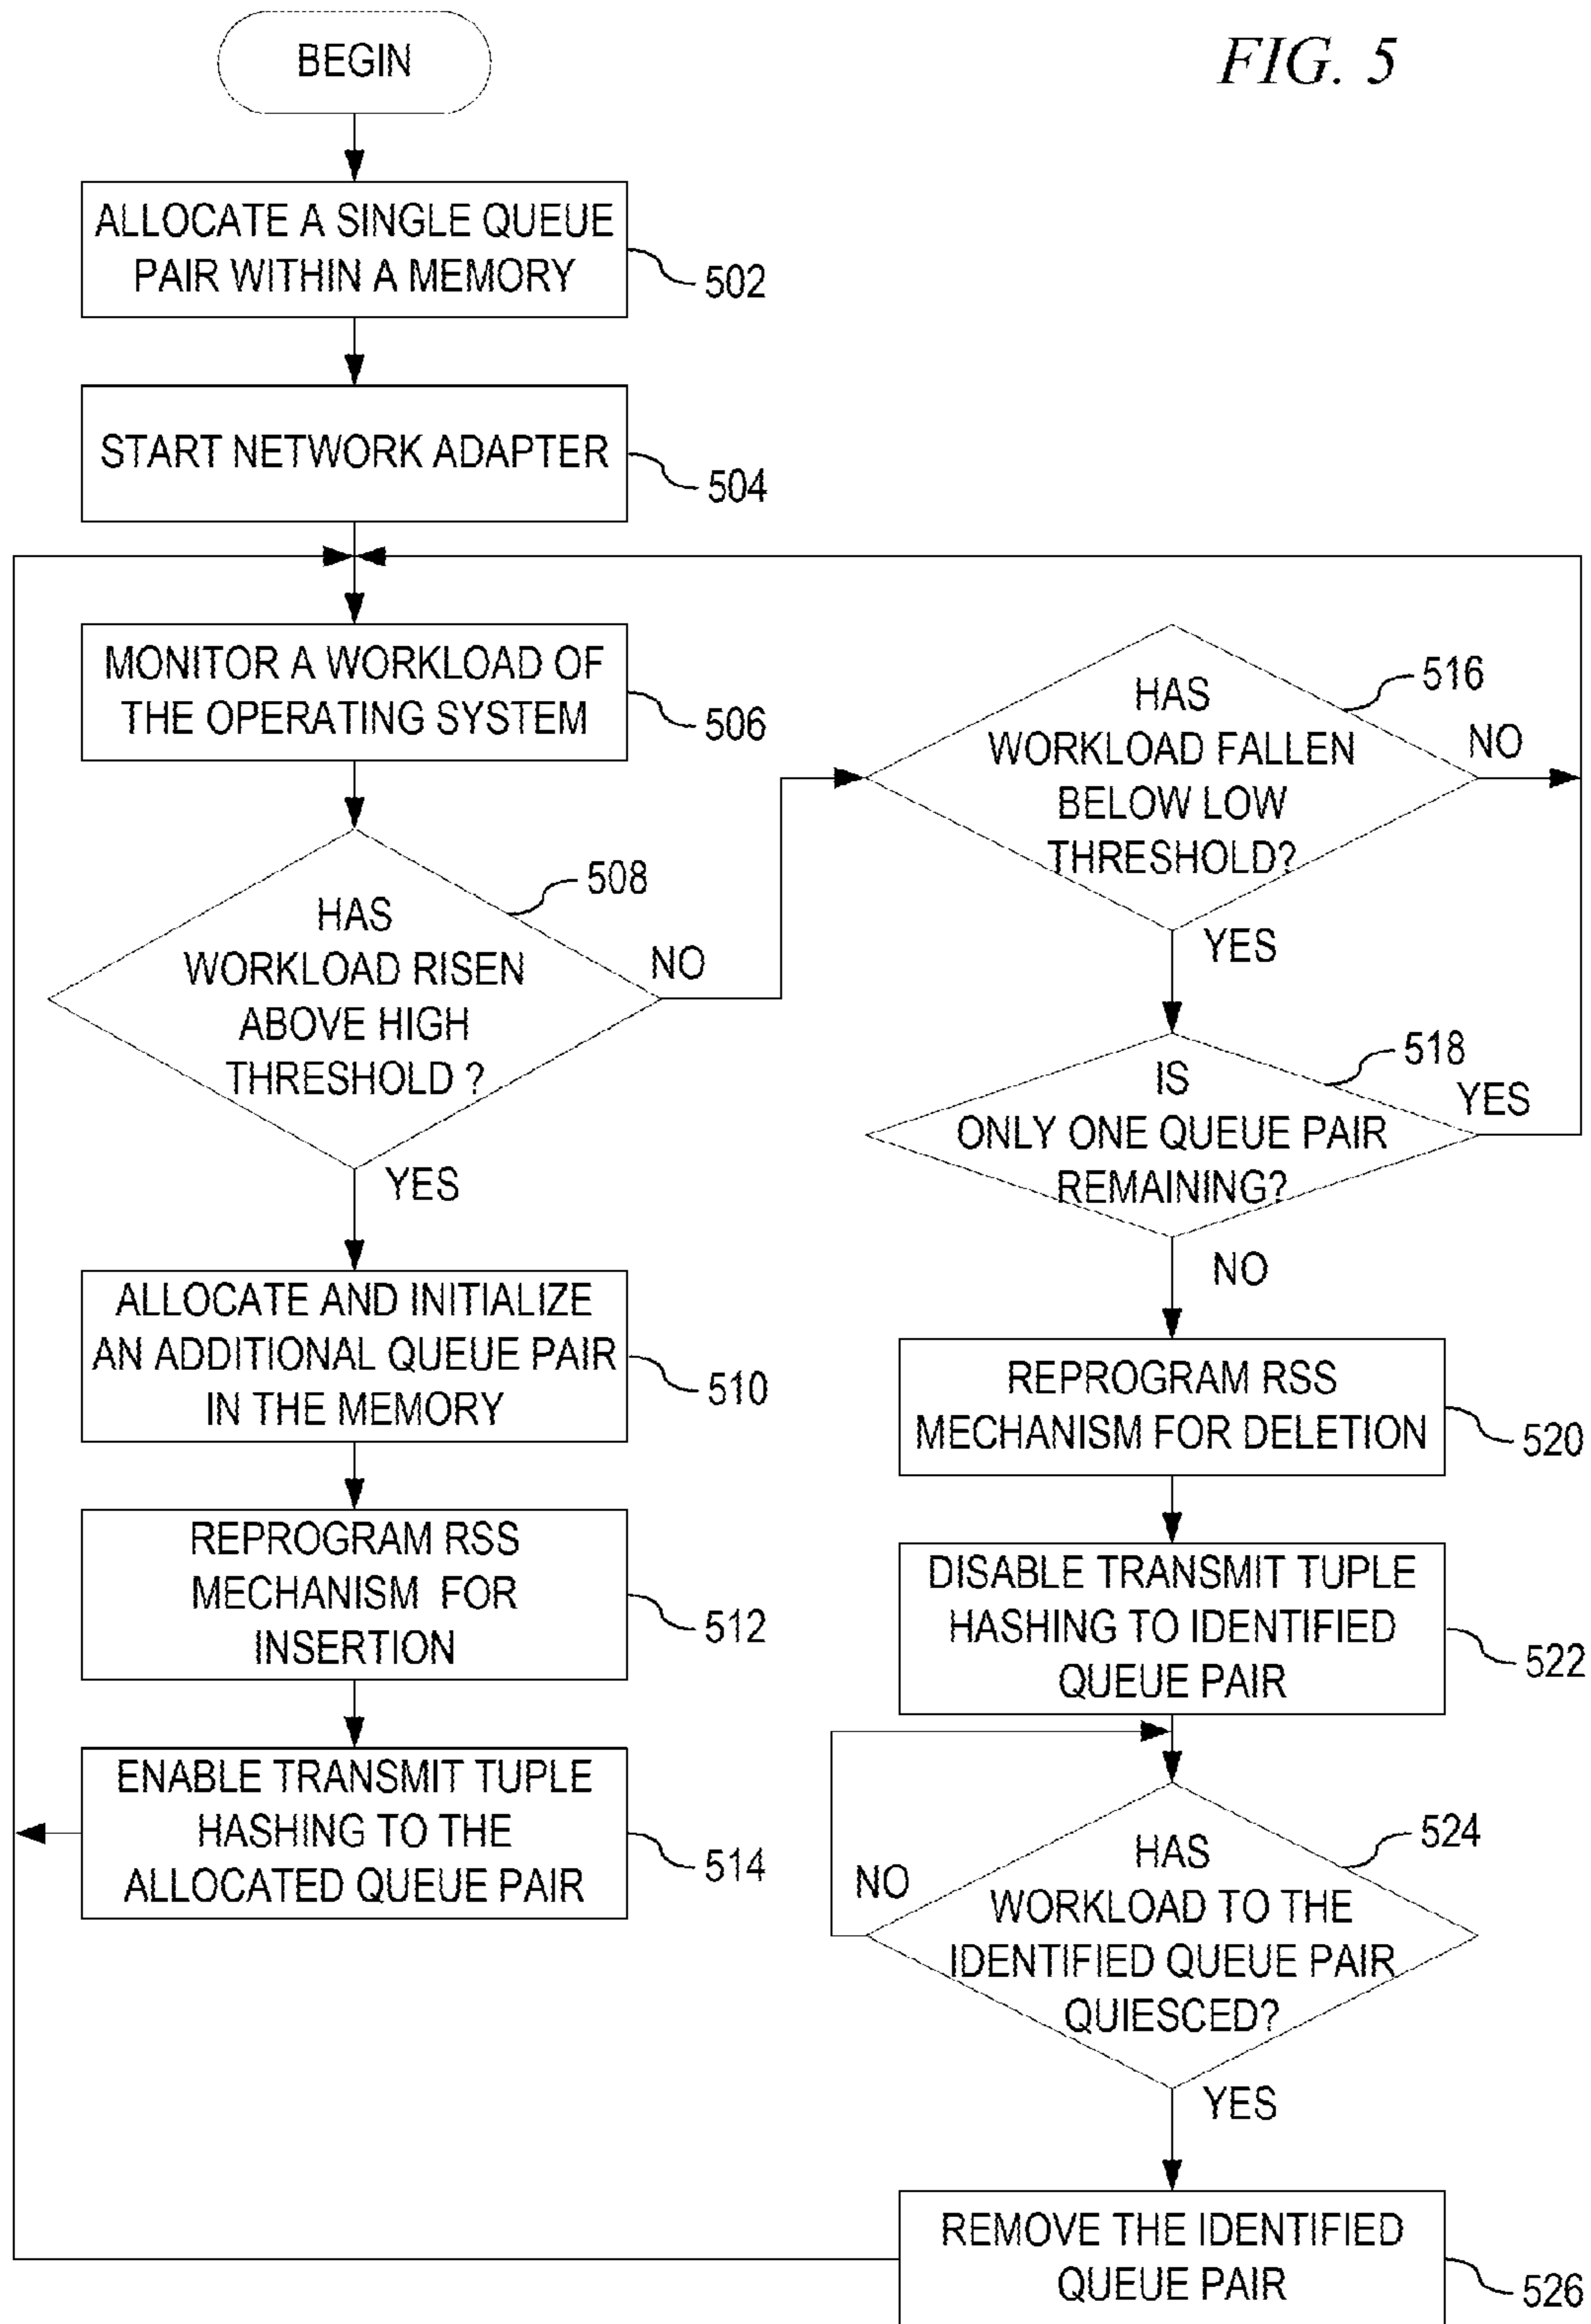 FIG. 5
BEGIN
ALLOCATE A SINGLE QUEUE
PAIR WITHIN A MEMORY
502
START NETWORK ADAPTER
504
MONITOR A WORKLOAD OF
THE OPERATING SYSTEM
506
HAS
WORKLOAD RISEN
ABOVE HIGH
THRESHOLD ?
508
NO
YES
ALLOCATE AND INITIALIZE
AN ADDITIONAL QUEUE PAIR
IN THE MEMORY
510
REPROGRAM RSS
MECHANISM FOR
INSERTION
512
ENABLE TRANSMIT TUPLE
HASHING TO THE
ALLOCATED QUEUE PAIR
514
HAS
WORKLOAD FALLEN
BELOW LOW
THRESHOLD?
516
NO
YES
IS
ONLY ONE QUEUE PAIR
REMAINING?
518
YES
NO
REPROGRAM RSS
MECHANISM FOR DELETION
520
DISABLE TRANSMIT TUPLE
HASHING TO IDENTIFIED
QUEUE PAIR
522
HAS
WORKLOAD TO THE
IDENTIFIED QUEUE PAIR
QUIESCED?
524
NO
YES
REMOVE THE IDENTIFIED
QUEUE PAIR
526